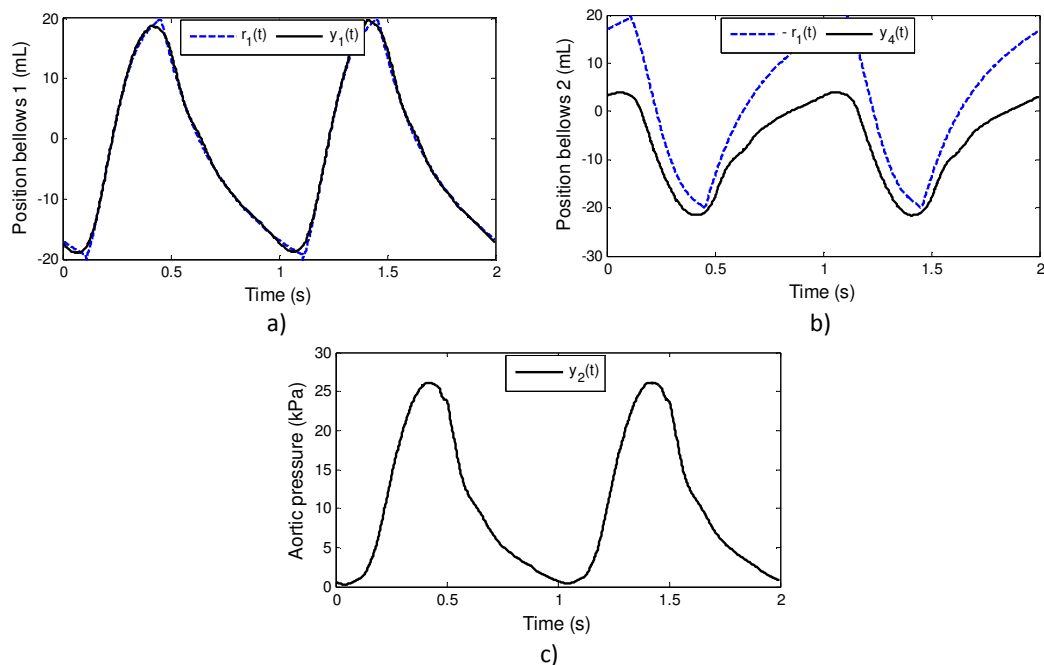 Position bellows 1 (mL)
20
10
0
-10
-20
r1(t) y1(t)
0 0.5 1 1.5 2
Time (s)
a)
Position bellows 2 (mL)
20
10
0
-10
-20
-30
- r1(t) y4(t)
0 0.5 1 1.5 2
Time (s)
b)
Aortic pressure (kPa)
30
25
20
15
10
5
0
y2(t)
0 0.5 1 1.5 2
Time (s)
c)